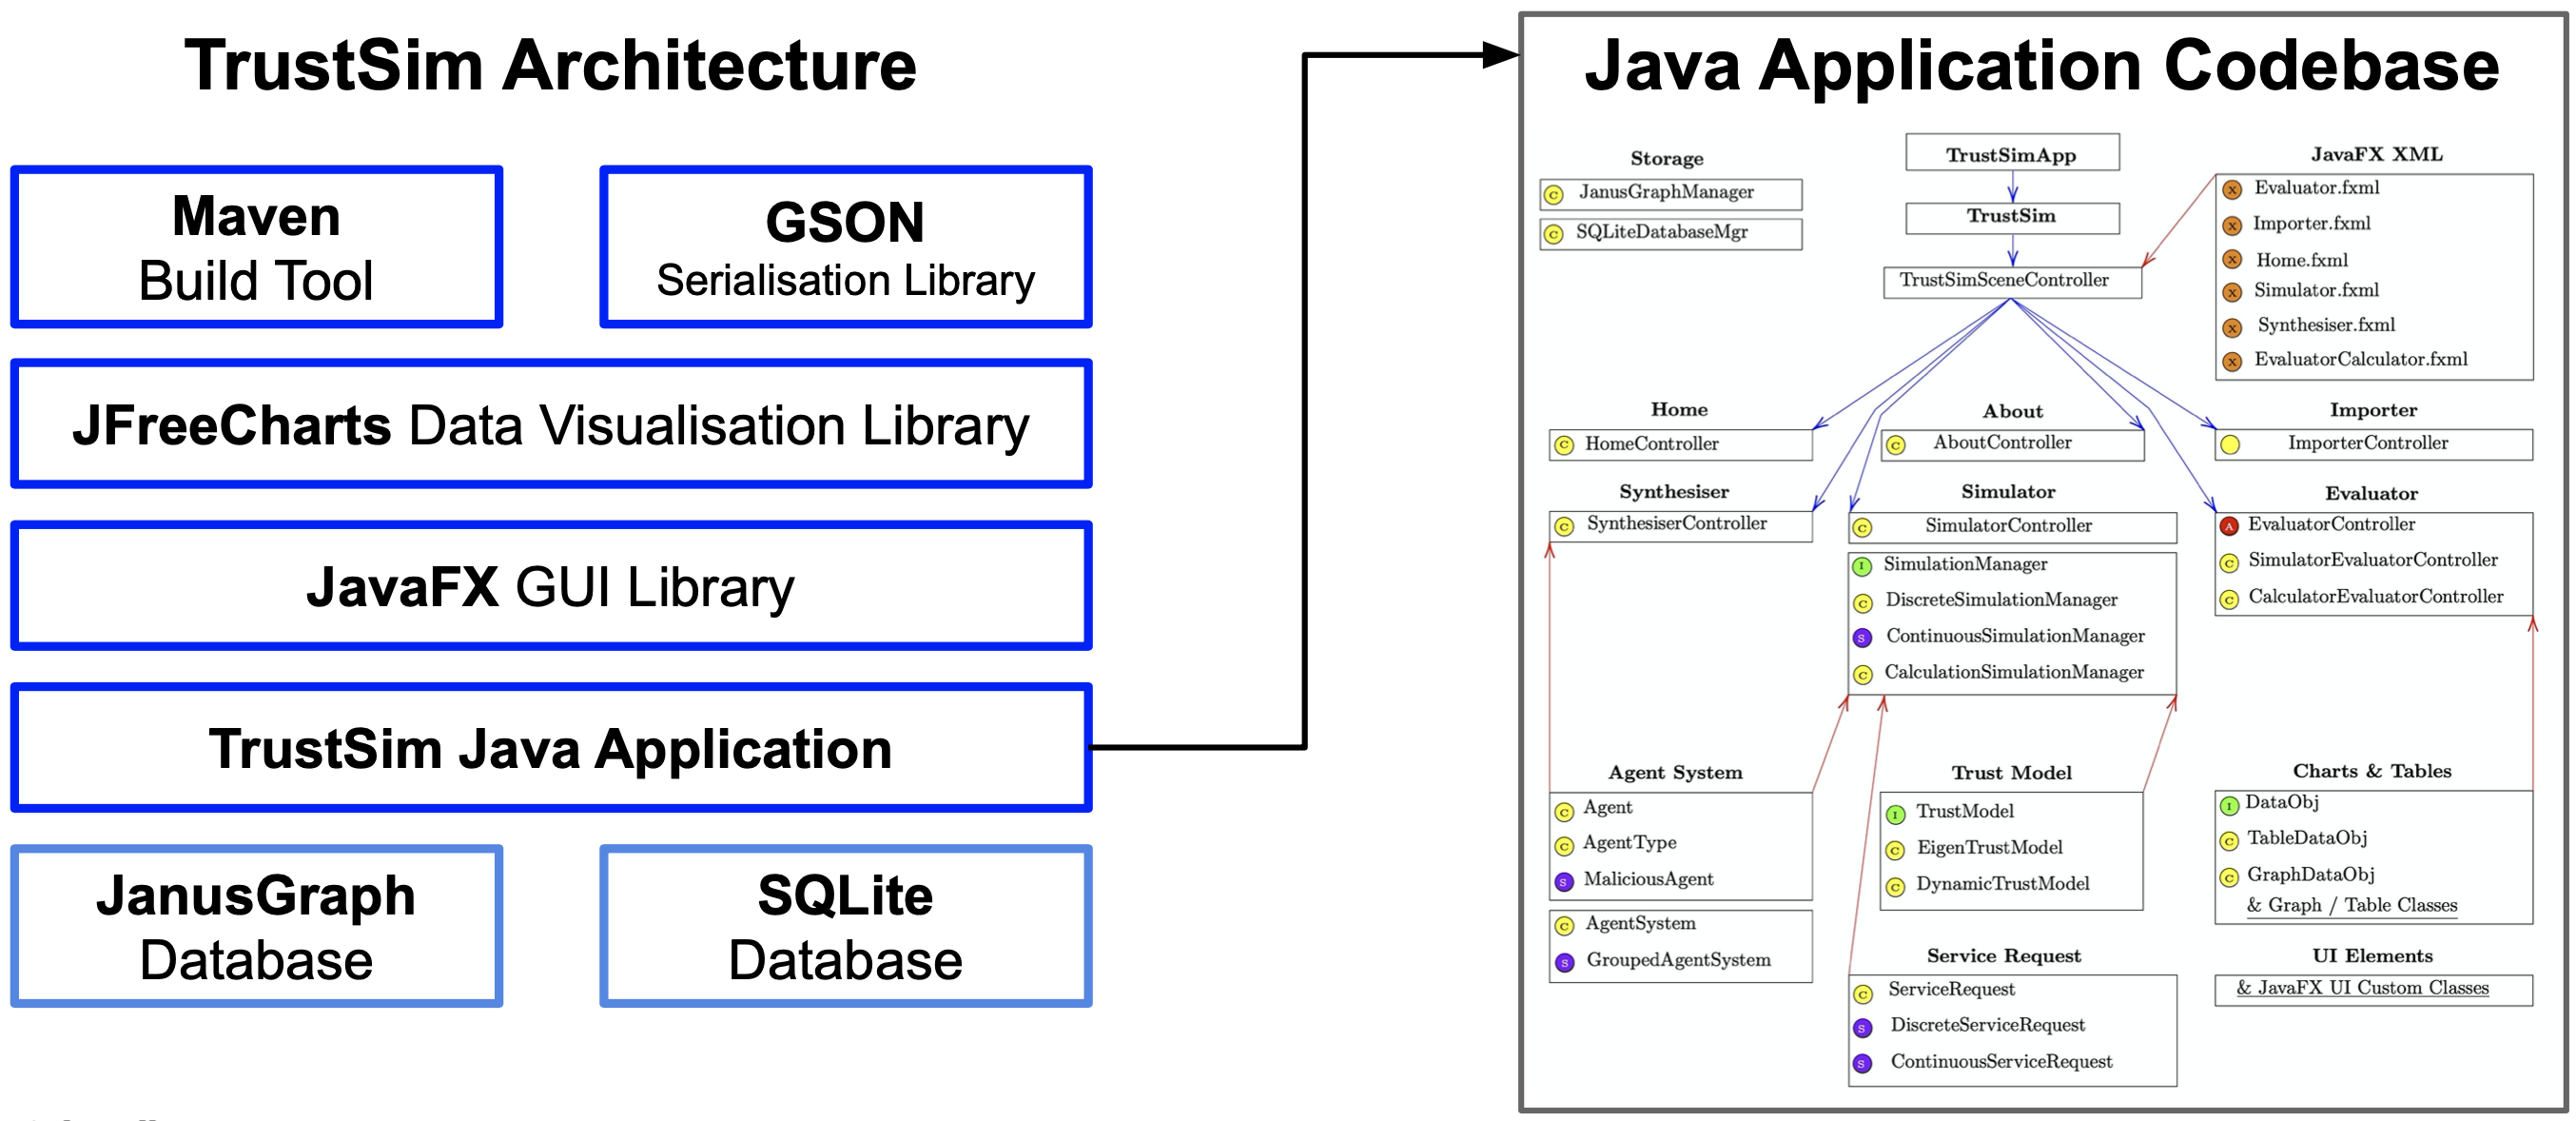 TrustSim Architecture
Maven
Build Tool
GSON
Serialisation Library
JFreeCharts Data Visualisation Library
JavaFX GUI Library
TrustSim Java Application
JanusGraph
Database
SQLite
Database
Java Application Codebase
Storage
C JanusGraphManager
C SQLiteDatabaseMgr
TrustSimApp
TrustSim
TrustSimSceneController
JavaFX XML
X Evaluator.fxml
X Importer.fxml
X Home.fxml
X Simulator.fxml
X Synthesiser.fxml
X EvaluatorCalculator.fxml
Home
C HomeController
About
C AboutController
Importer
ImporterController
Synthesiser
C SynthesiserController
Simulator
C SimulatorController
I SimulationManager
C DiscreteSimulationManager
S ContinuousSimulationManager
C CalculationSimulationManager
Evaluator
A EvaluatorController
C SimulatorEvaluatorController
C CalculatorEvaluatorController
Agent System
C Agent
C AgentType
S MaliciousAgent
C AgentSystem
S GroupedAgentSystem
Trust Model
I TrustModel
C EigenTrustModel
C DynamicTrustModel
Service Request
C ServiceRequest
S DiscreteServiceRequest
S ContinuousServiceRequest
Charts & Tables
I DataObj
C TableDataObj
C GraphDataObj
& Graph / Table Classes
UI Elements
& JavaFX UI Custom Classes